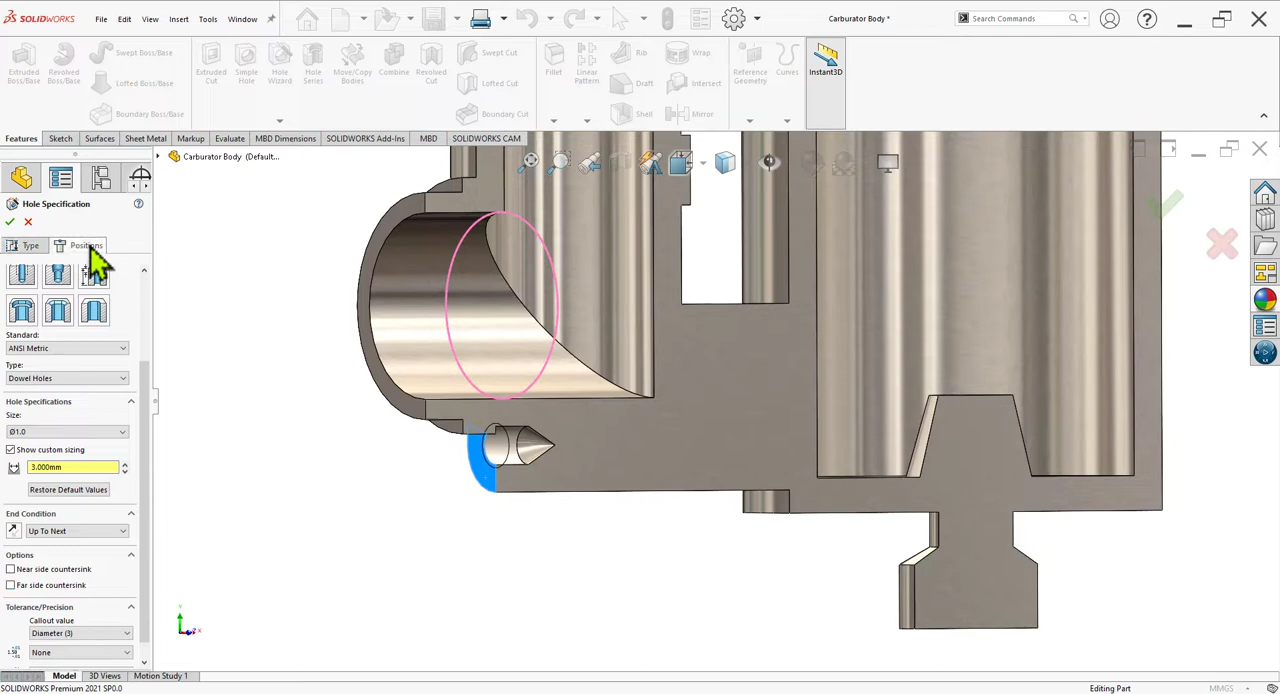 SOLIDWORKS File Edit View Insert Tools Window Carburator Body * Search Commands
Extruded Boss/Base
Revolved Boss/Base
Swept Boss/Base
Lofted Boss/Base
Boundary Boss/Base
Extruded Cut
Simple Hole
Hole Wizard
Hole Series
Move/Copy Bodies
Combine
Revolved Cut
Swept Cut
Lofted Cut
Boundary Cut
Fillet
Linear Pattern
Rib
Draft
Shell
Wrap
Intersect
Mirror
Reference Geometry
Curves
Instant3D
Features Sketch Surfaces Sheet Metal Markup Evaluate MBD Dimensions SOLIDWORKS Add-Ins MBD SOLIDWORKS CAM
Carburator Body (Default...
Hole Specification
Type Positions
Standard:
ANSI Metric
Type:
Dowel Holes
Hole Specifications
Size:
Ø1.0
Show custom sizing
3.000mm
Restore Default Values
End Condition
Up To Next
Options
Near side countersink
Far side countersink
Tolerance/Precision
Callout value
Diameter (3)
None
Y
X
Model 3D Views Motion Study 1
SOLIDWORKS Premium 2021 SP0.0 Editing Part MMGS